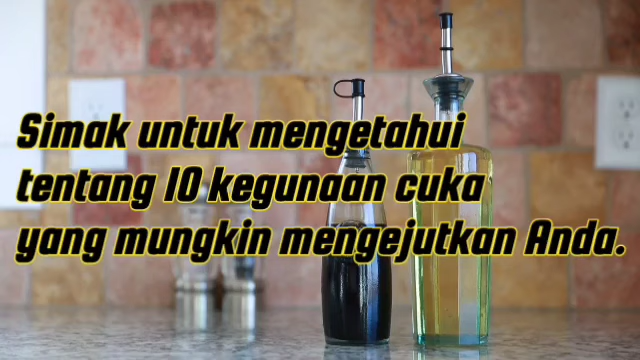 Simak untuk mengetahui
tentang 10 kegunaan cuka
yang mungkin mengejutkan Anda.